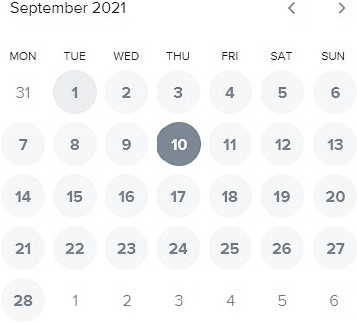 September 2021
MON TUE WED THU FRI SAT SUN
31 1 2 3 4 5 6
7 8 9 10 11 12 13
14 15 16 17 18 19 20
21 22 23 24 25 26 27
28 1 2 3 4 5 6